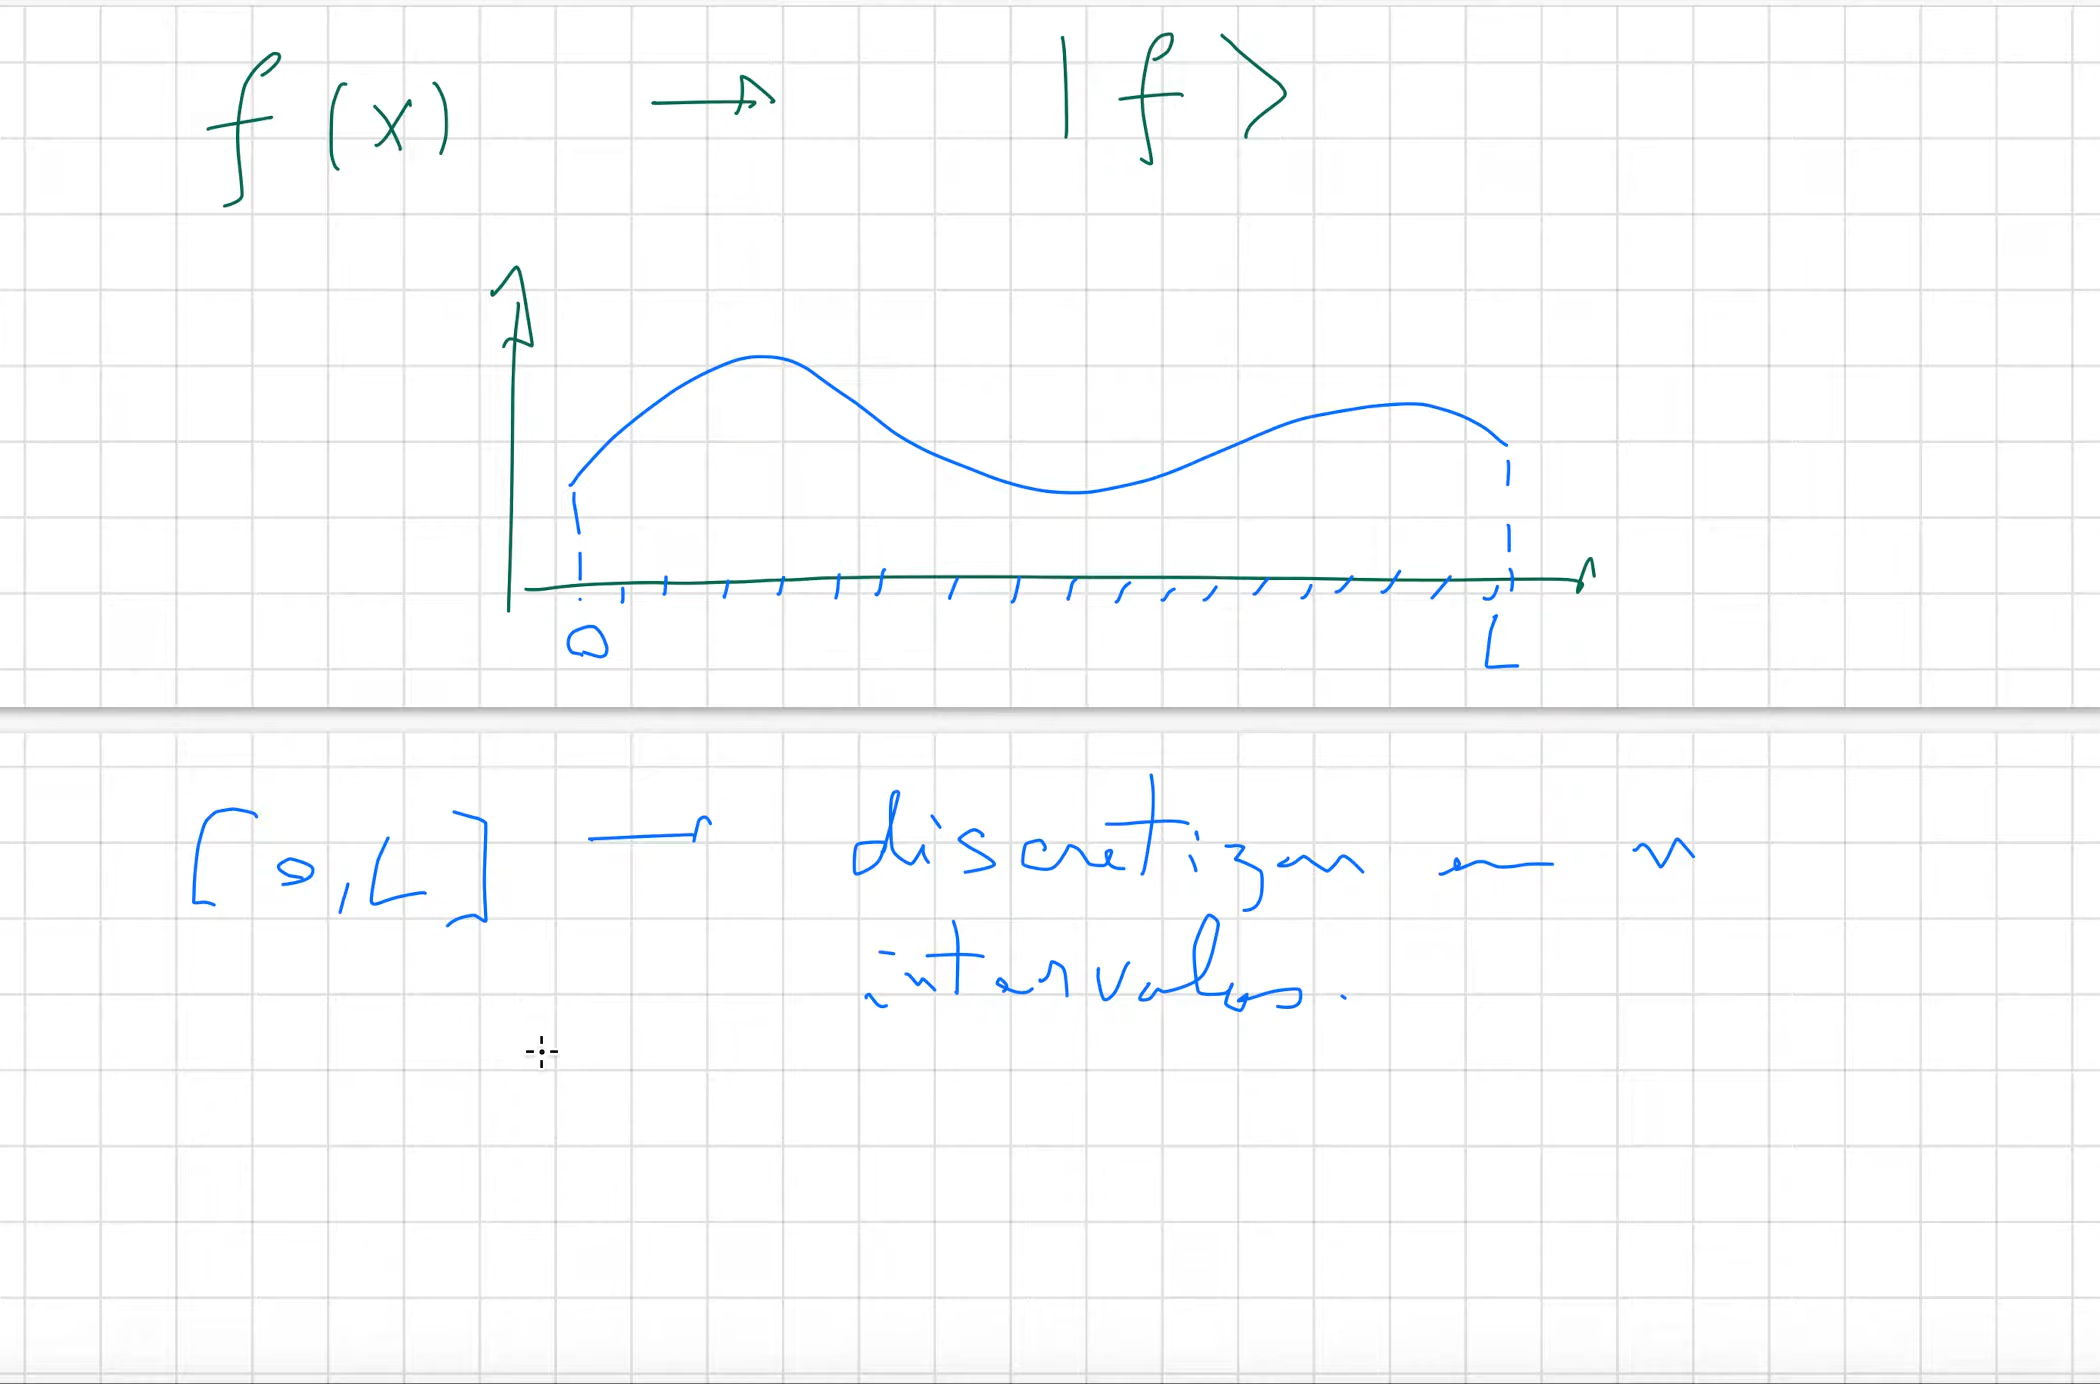 f(x) → |f>
0 L
[0,L] → discretizar en n
intervalos.